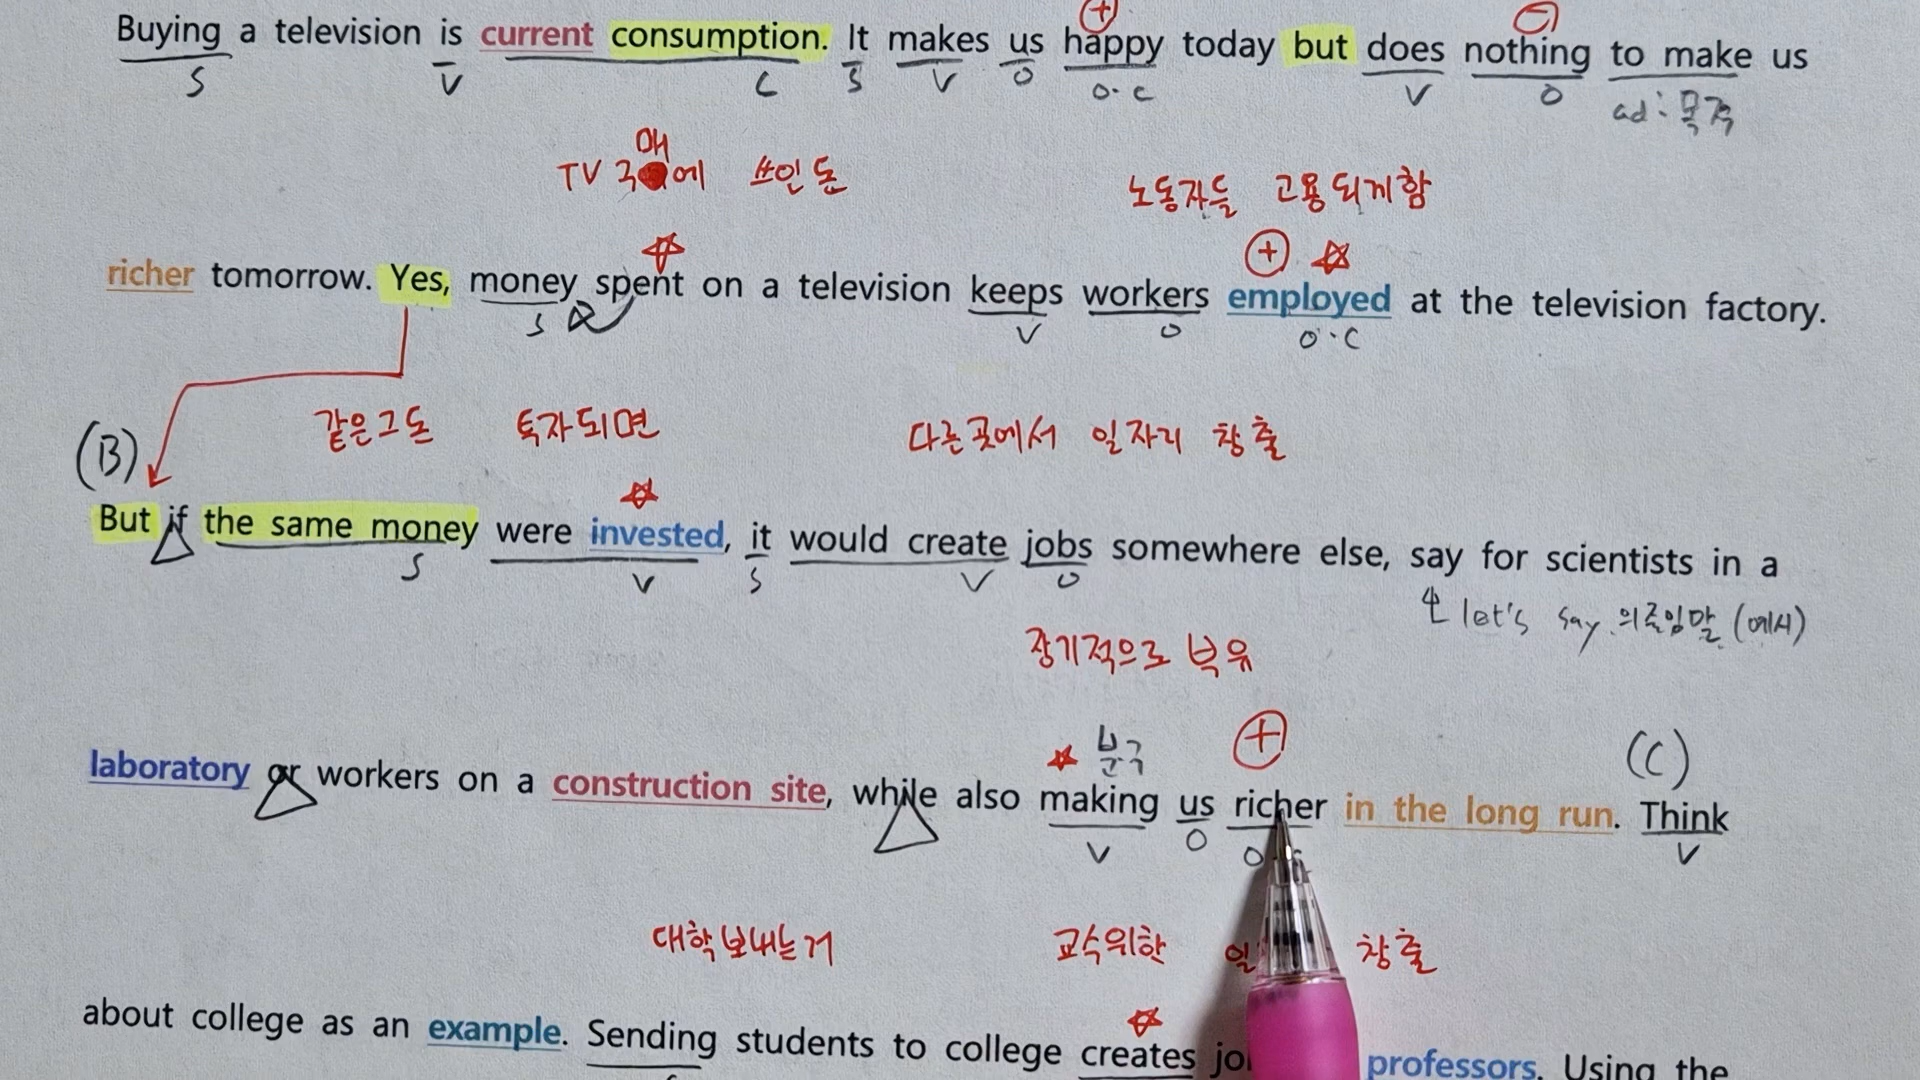 Buying a television is current consumption. It makes us happy today but does nothing to make us
S V C S V O O·C V O ad: 목적
TV 구매에 쓰인 돈 노동자들 고용되게함
richer tomorrow. Yes, money spent on a television keeps workers employed at the television factory.
S V O O·C
(B) 같은 그 돈 투자되면 다른곳에서 일자리 창출
But if the same money were invested, it would create jobs somewhere else, say for scientists in a
S V S V O let's say.의줄임말 (예시)
장기적으로 부유
분구 (C)
laboratory or workers on a construction site, while also making us richer in the long run. Think
V O O V
대학보내는거 교수위한 일 창출
about college as an example. Sending students to college creates professors. Using the